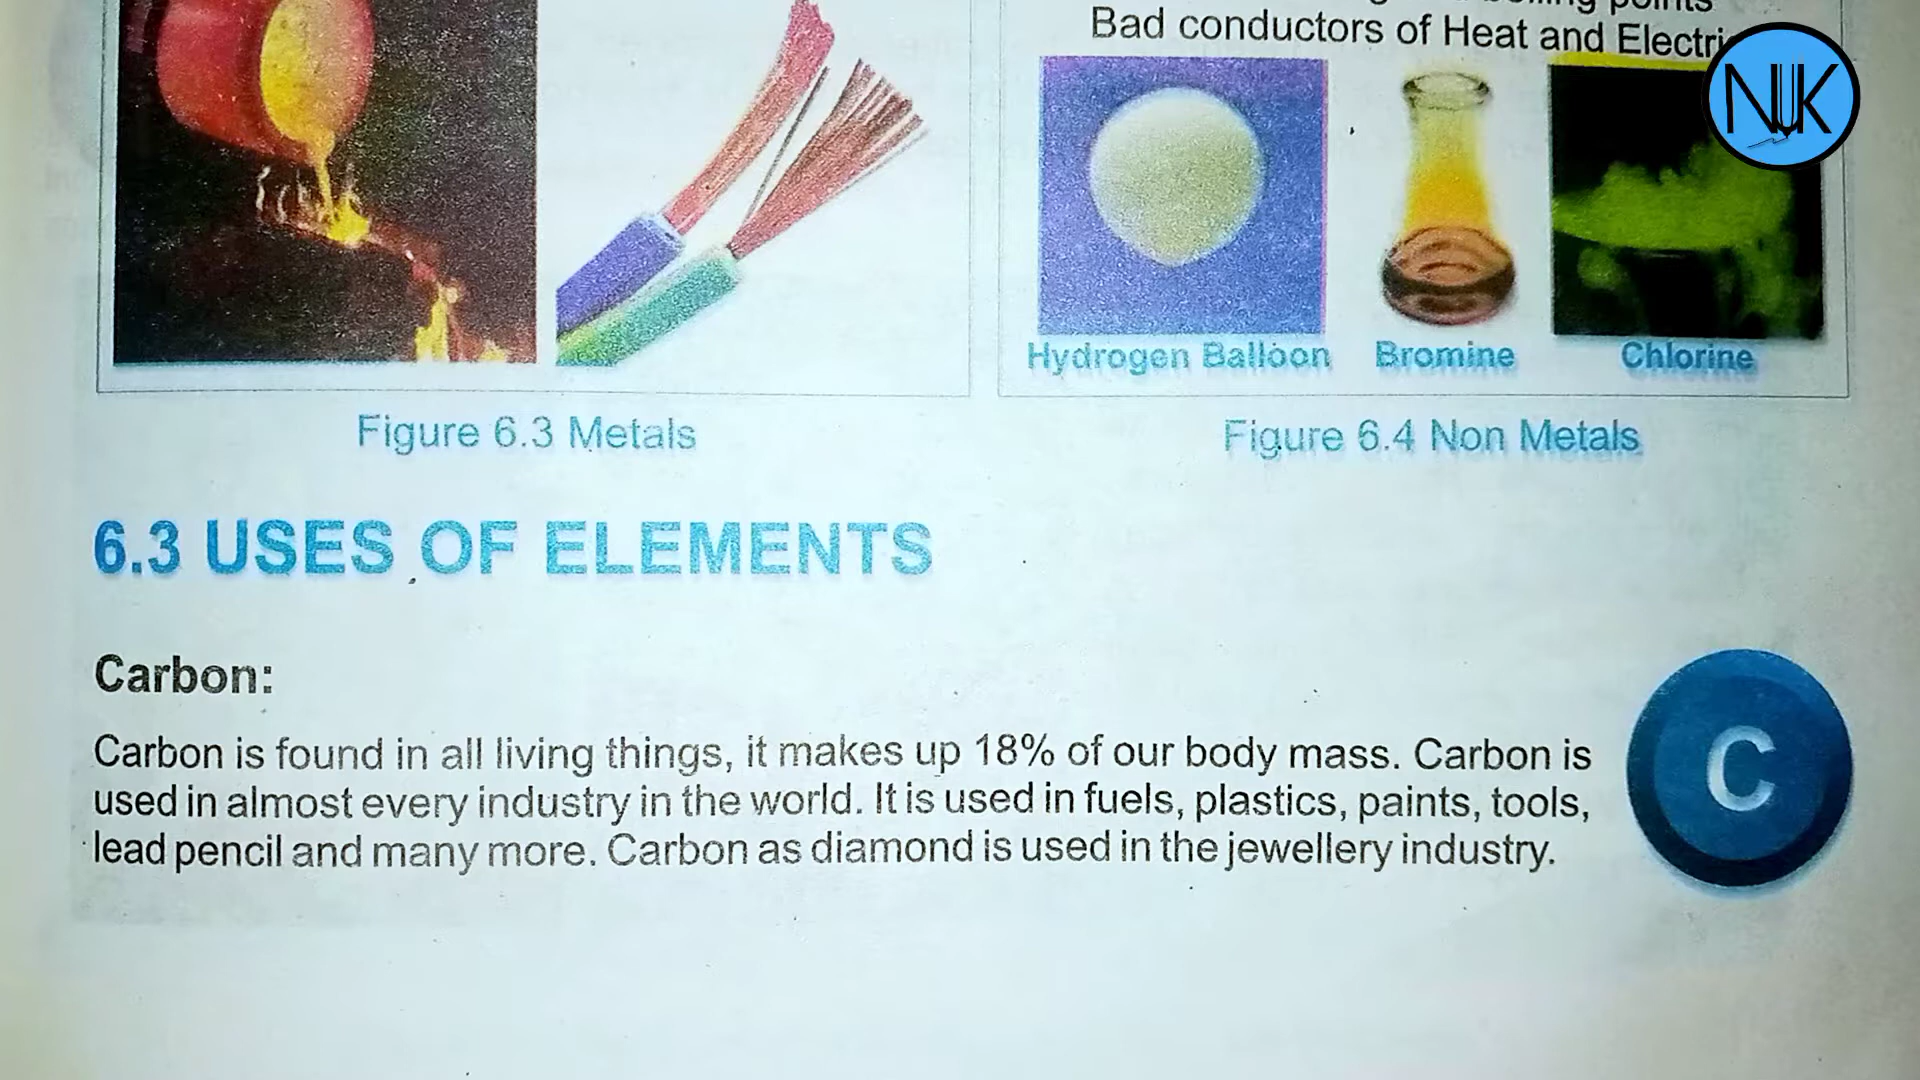 points
Bad conductors of Heat and
NUK
Hydrogen Balloon
Bromine
Chlorine
Figure 6.3 Metals
Figure 6.4 Non Metals
6.3 USES OF ELEMENTS
Carbon:
Carbon is found in all living things, it makes up 18% of our body mass. Carbon is
used in almost every industry in the world. It is used in fuels, plastics, paints, tools,
lead pencil and many more. Carbon as diamond is used in the jewellery industry.
C